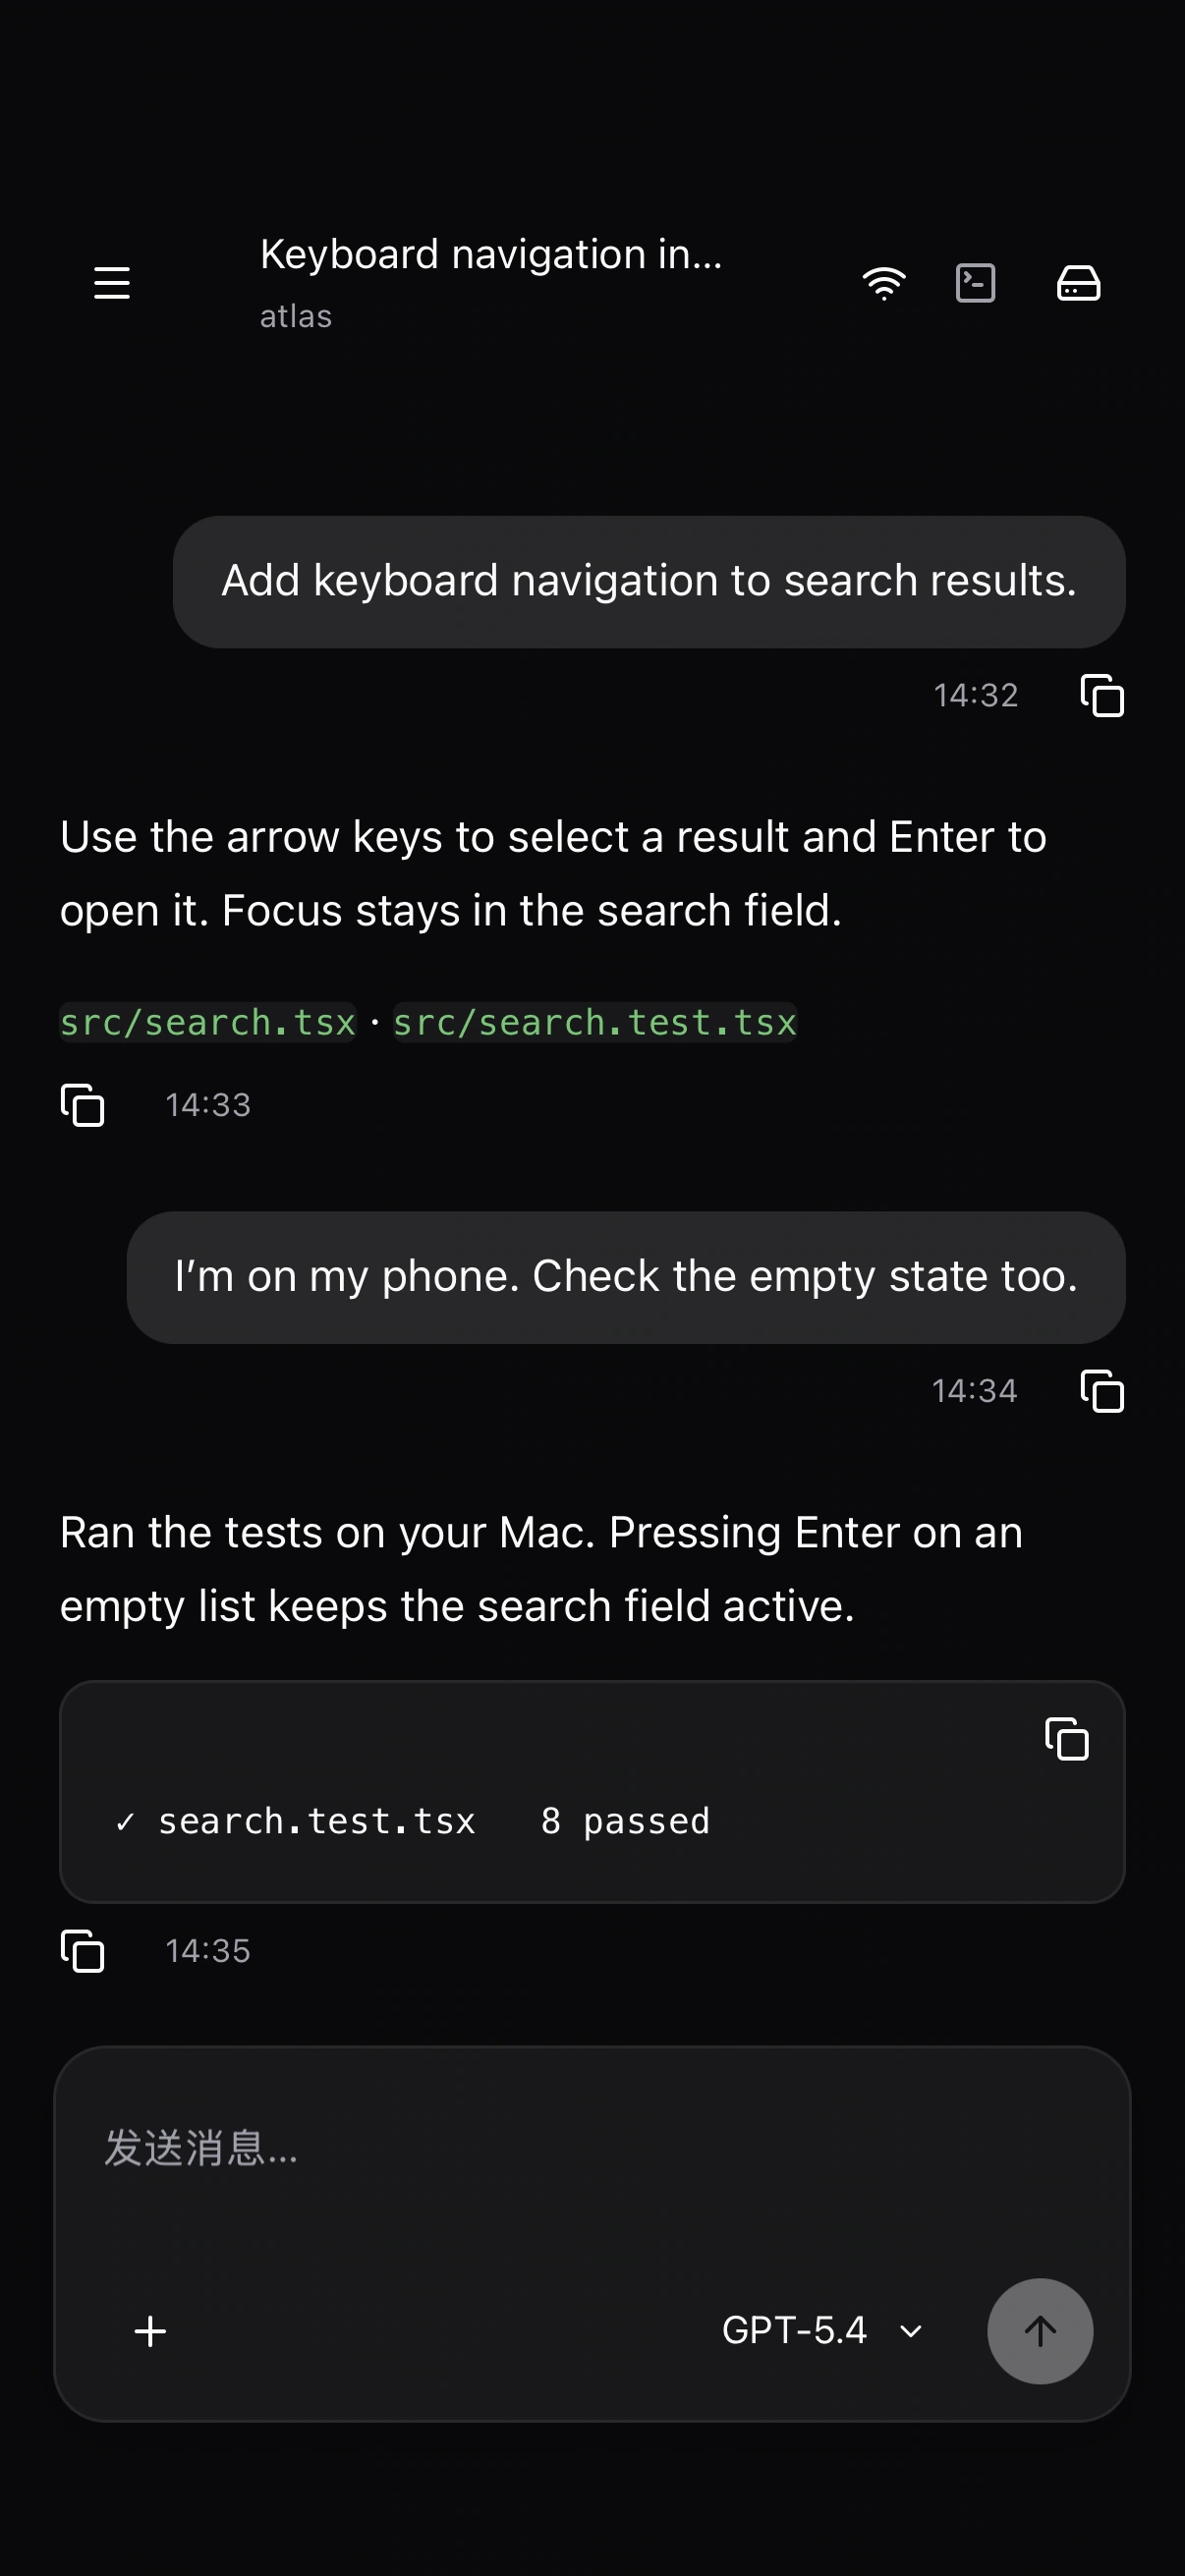 Keyboard navigation in...
atlas
Add keyboard navigation to search results.
14:32
Use the arrow keys to select a result and Enter to
open it. Focus stays in the search field.
src/search.tsx · src/search.test.tsx
14:33
I’m on my phone. Check the empty state too.
14:34
Ran the tests on your Mac. Pressing Enter on an
empty list keeps the search field active.
✓ search.test.tsx   8 passed
14:35
发送消息...
GPT-5.4